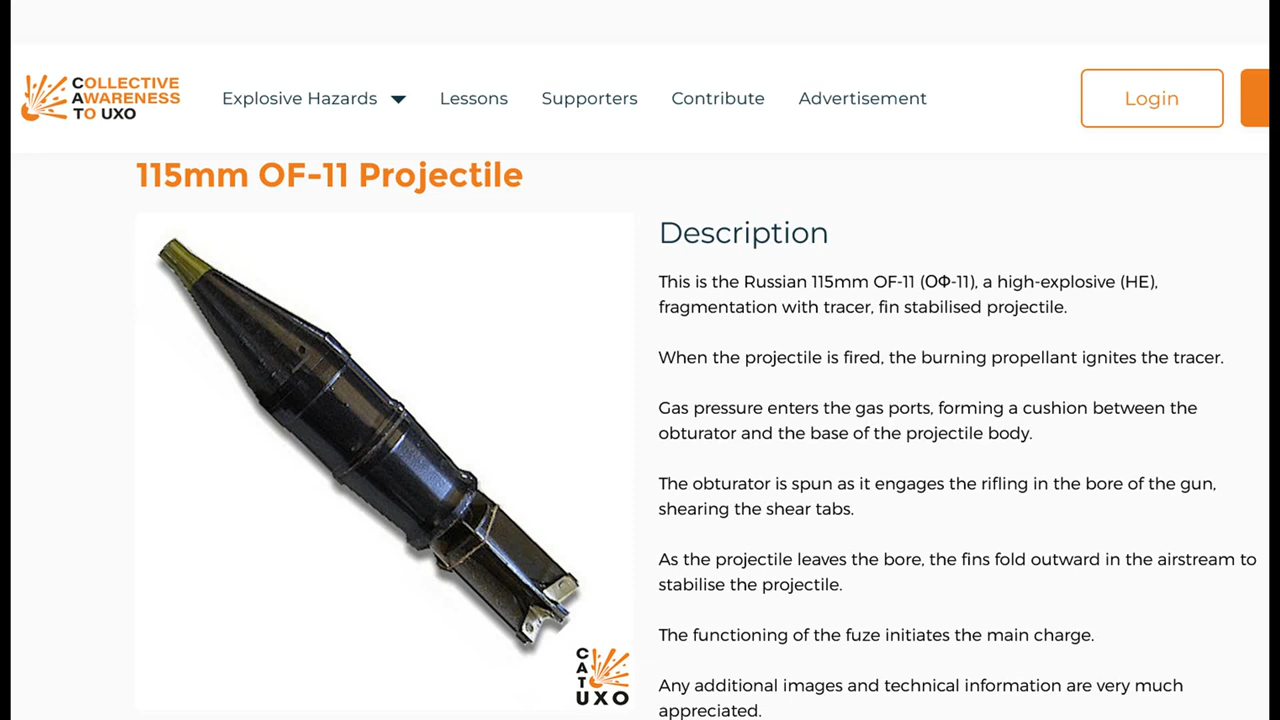 COLLECTIVE
AWARENESS
TO UXO
Explosive Hazards
Lessons
Supporters
Contribute
Advertisement
Login
115mm OF-11 Projectile
Description
This is the Russian 115mm OF-11 (ОФ-11), a high-explosive (HE),
fragmentation with tracer, fin stabilised projectile.
When the projectile is fired, the burning propellant ignites the tracer.
Gas pressure enters the gas ports, forming a cushion between the
obturator and the base of the projectile body.
The obturator is spun as it engages the rifling in the bore of the gun,
shearing the shear tabs.
As the projectile leaves the bore, the fins fold outward in the airstream to
stabilise the projectile.
The functioning of the fuze initiates the main charge.
Any additional images and technical information are very much
appreciated.
C
A
T
UXO